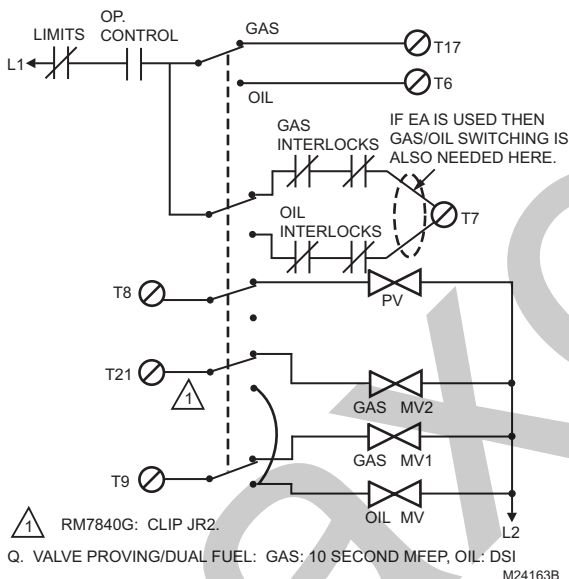 OP.
CONTROL
LIMITS
GAS
L1
T17
T6
OIL
IF EA IS USED THEN
GAS/OIL SWITCHING IS
ALSO NEEDED HERE.
GAS
INTERLOCKS
T7
OIL
INTERLOCKS
T8
PV
T21
1
GAS MV2
GAS MV1
T9
OIL MV
1 RM7840G: CLIP JR2.
L2
Q. VALVE PROVING/DUAL FUEL: GAS: 10 SECOND MFEP, OIL: DSI
M24163B